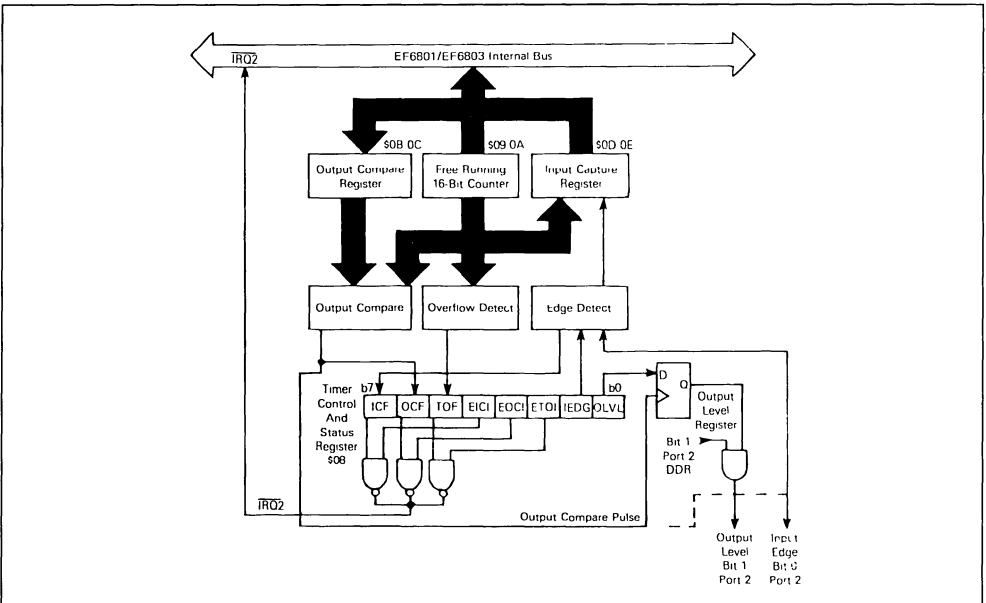 IRQ2
EF6801/EF6803 Internal Bus
$0B 0C
$09 0A
$0D 0E
Output Compare
Register
Free Running
16-Bit Counter
Input Capture
Register
Output Compare
Overflow Detect
Edge Detect
Timer
Control
And
Status
Register
$08
b7
b0
ICF OCF TOF EICI EOCI ETOI IEDG OLVL
D
Q
Output
Level
Register
Bit 1
Port 2
DDR
IRQ2
Output Compare Pulse
Output
Level
Bit 1
Port 2
Input
Edge
Bit 0
Port 2